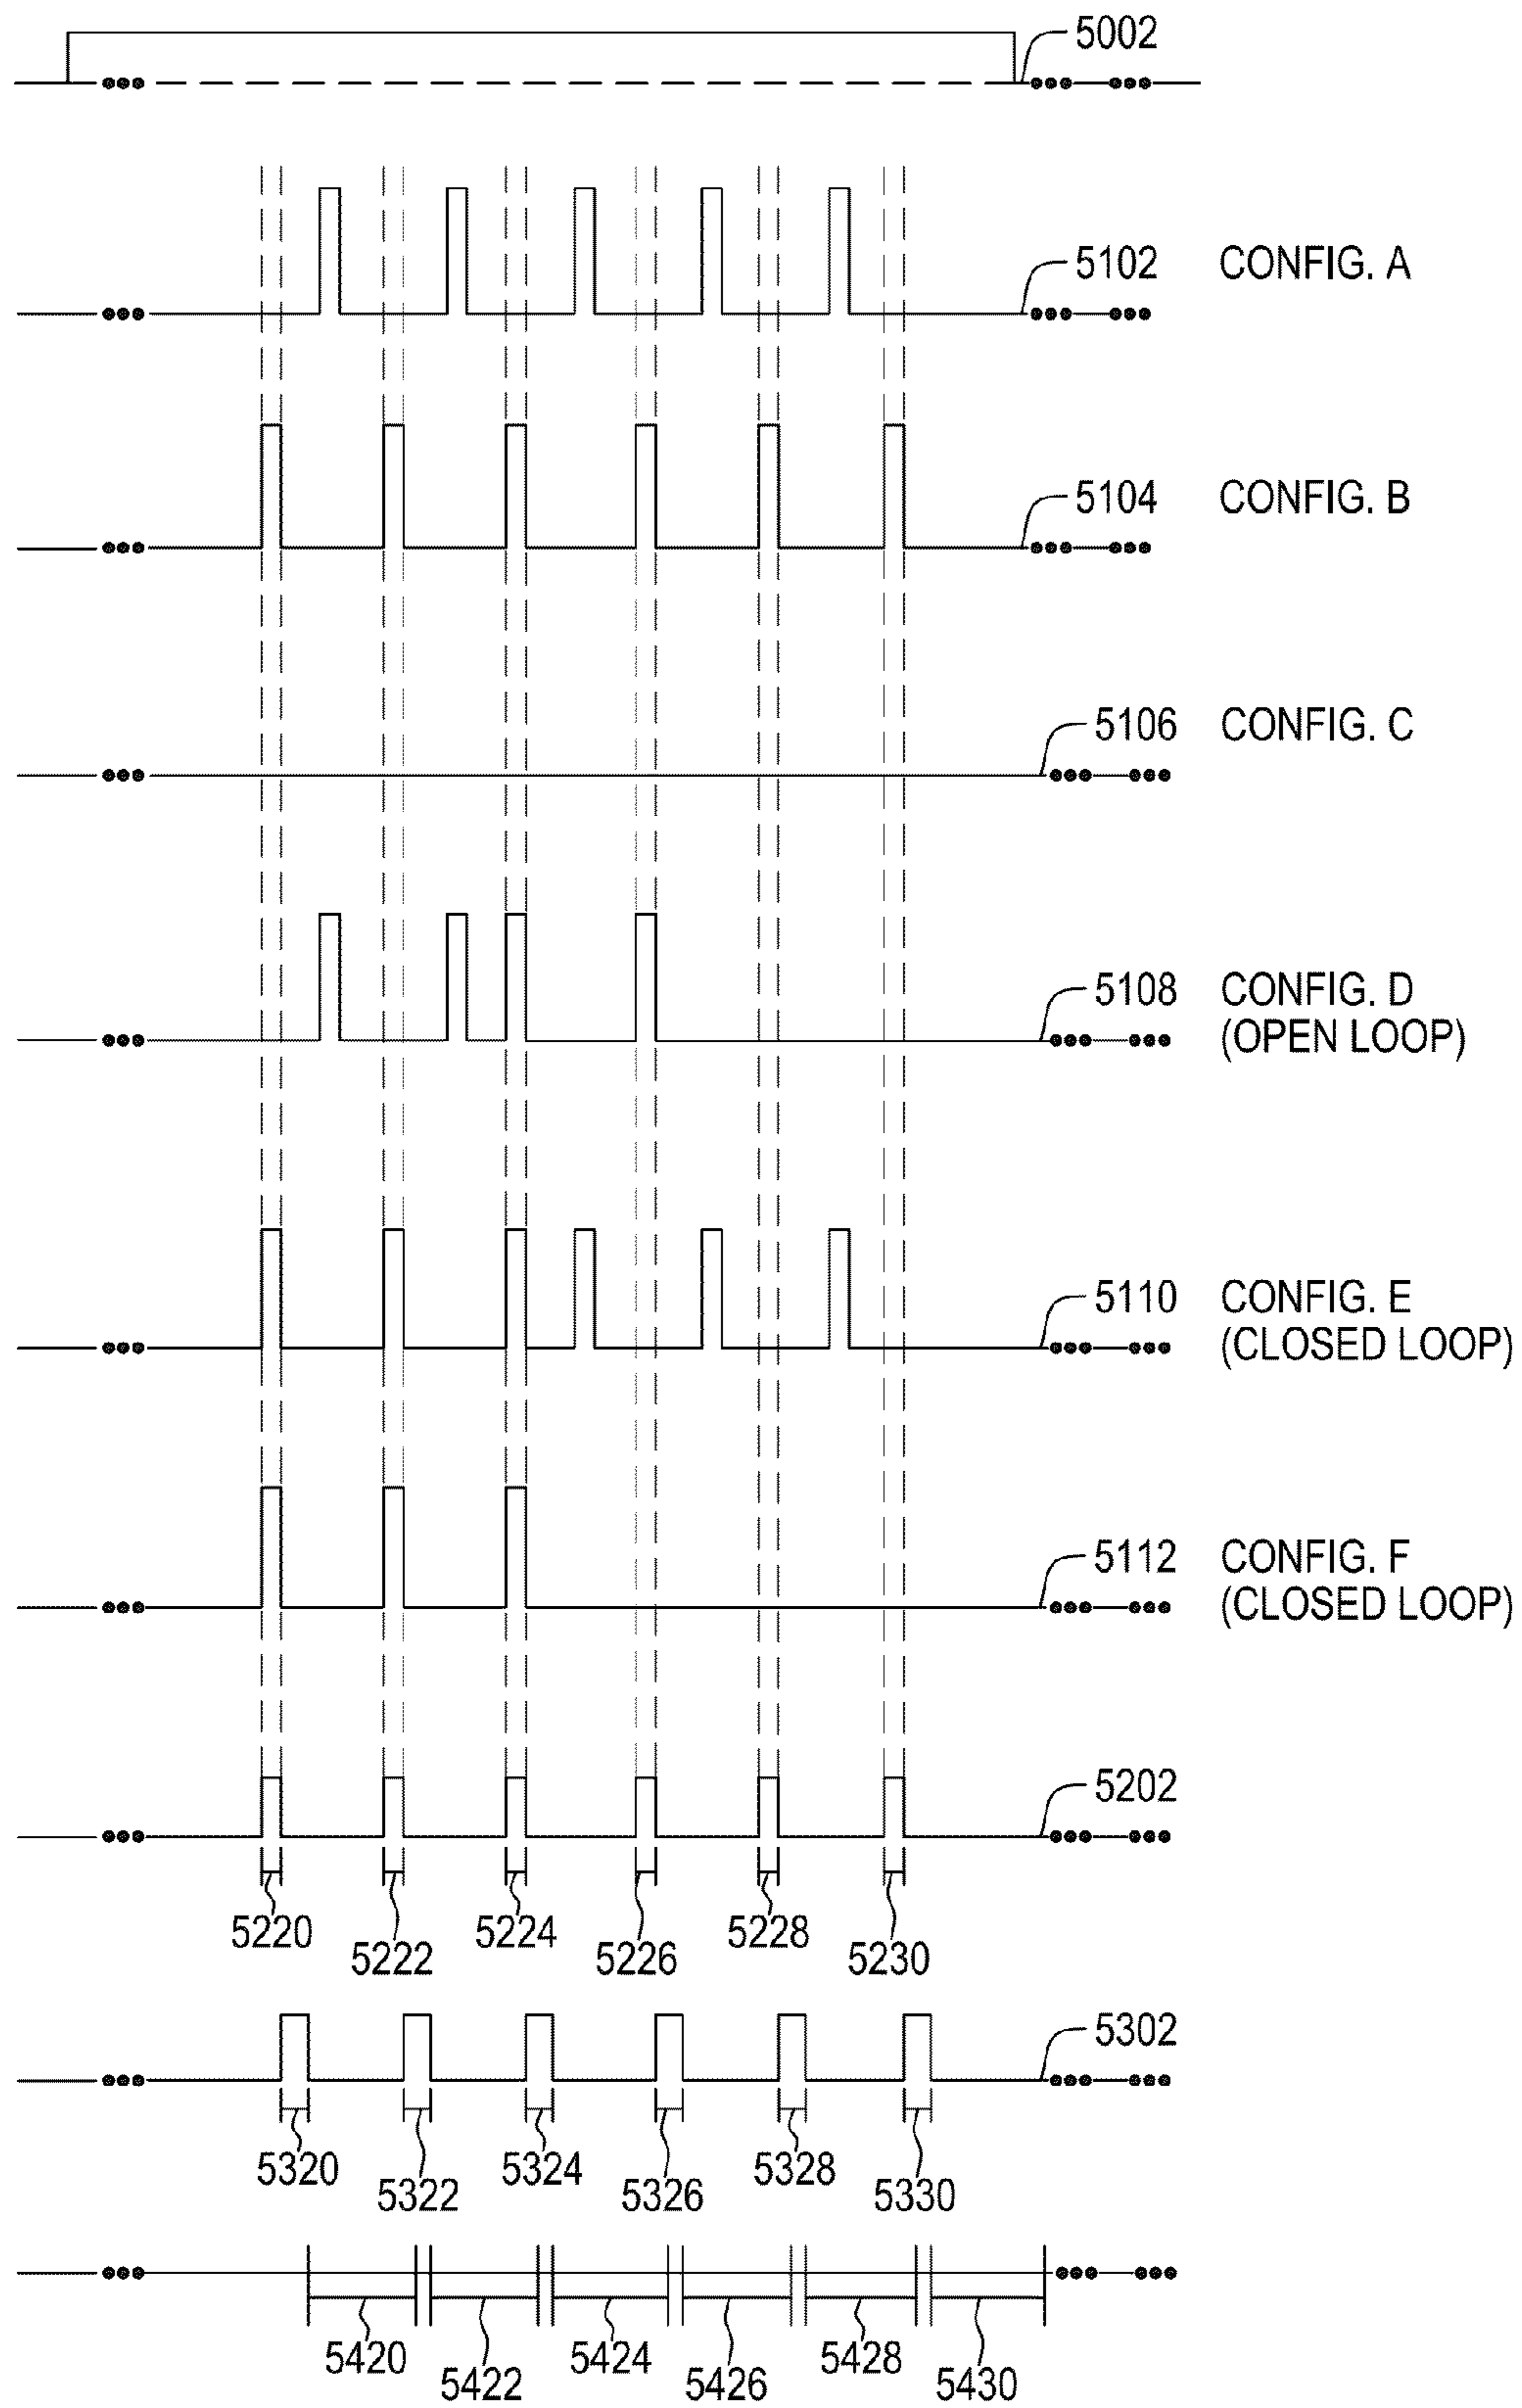 5002
5102 CONFIG. A
5104 CONFIG. B
5106 CONFIG. C
5108 CONFIG. D
(OPEN LOOP)
5110 CONFIG. E
(CLOSED LOOP)
5112 CONFIG. F
(CLOSED LOOP)
5202
5220 5222 5224 5226 5228 5230
5302
5320 5322 5324 5326 5328 5330
5420 5422 5424 5426 5428 5430